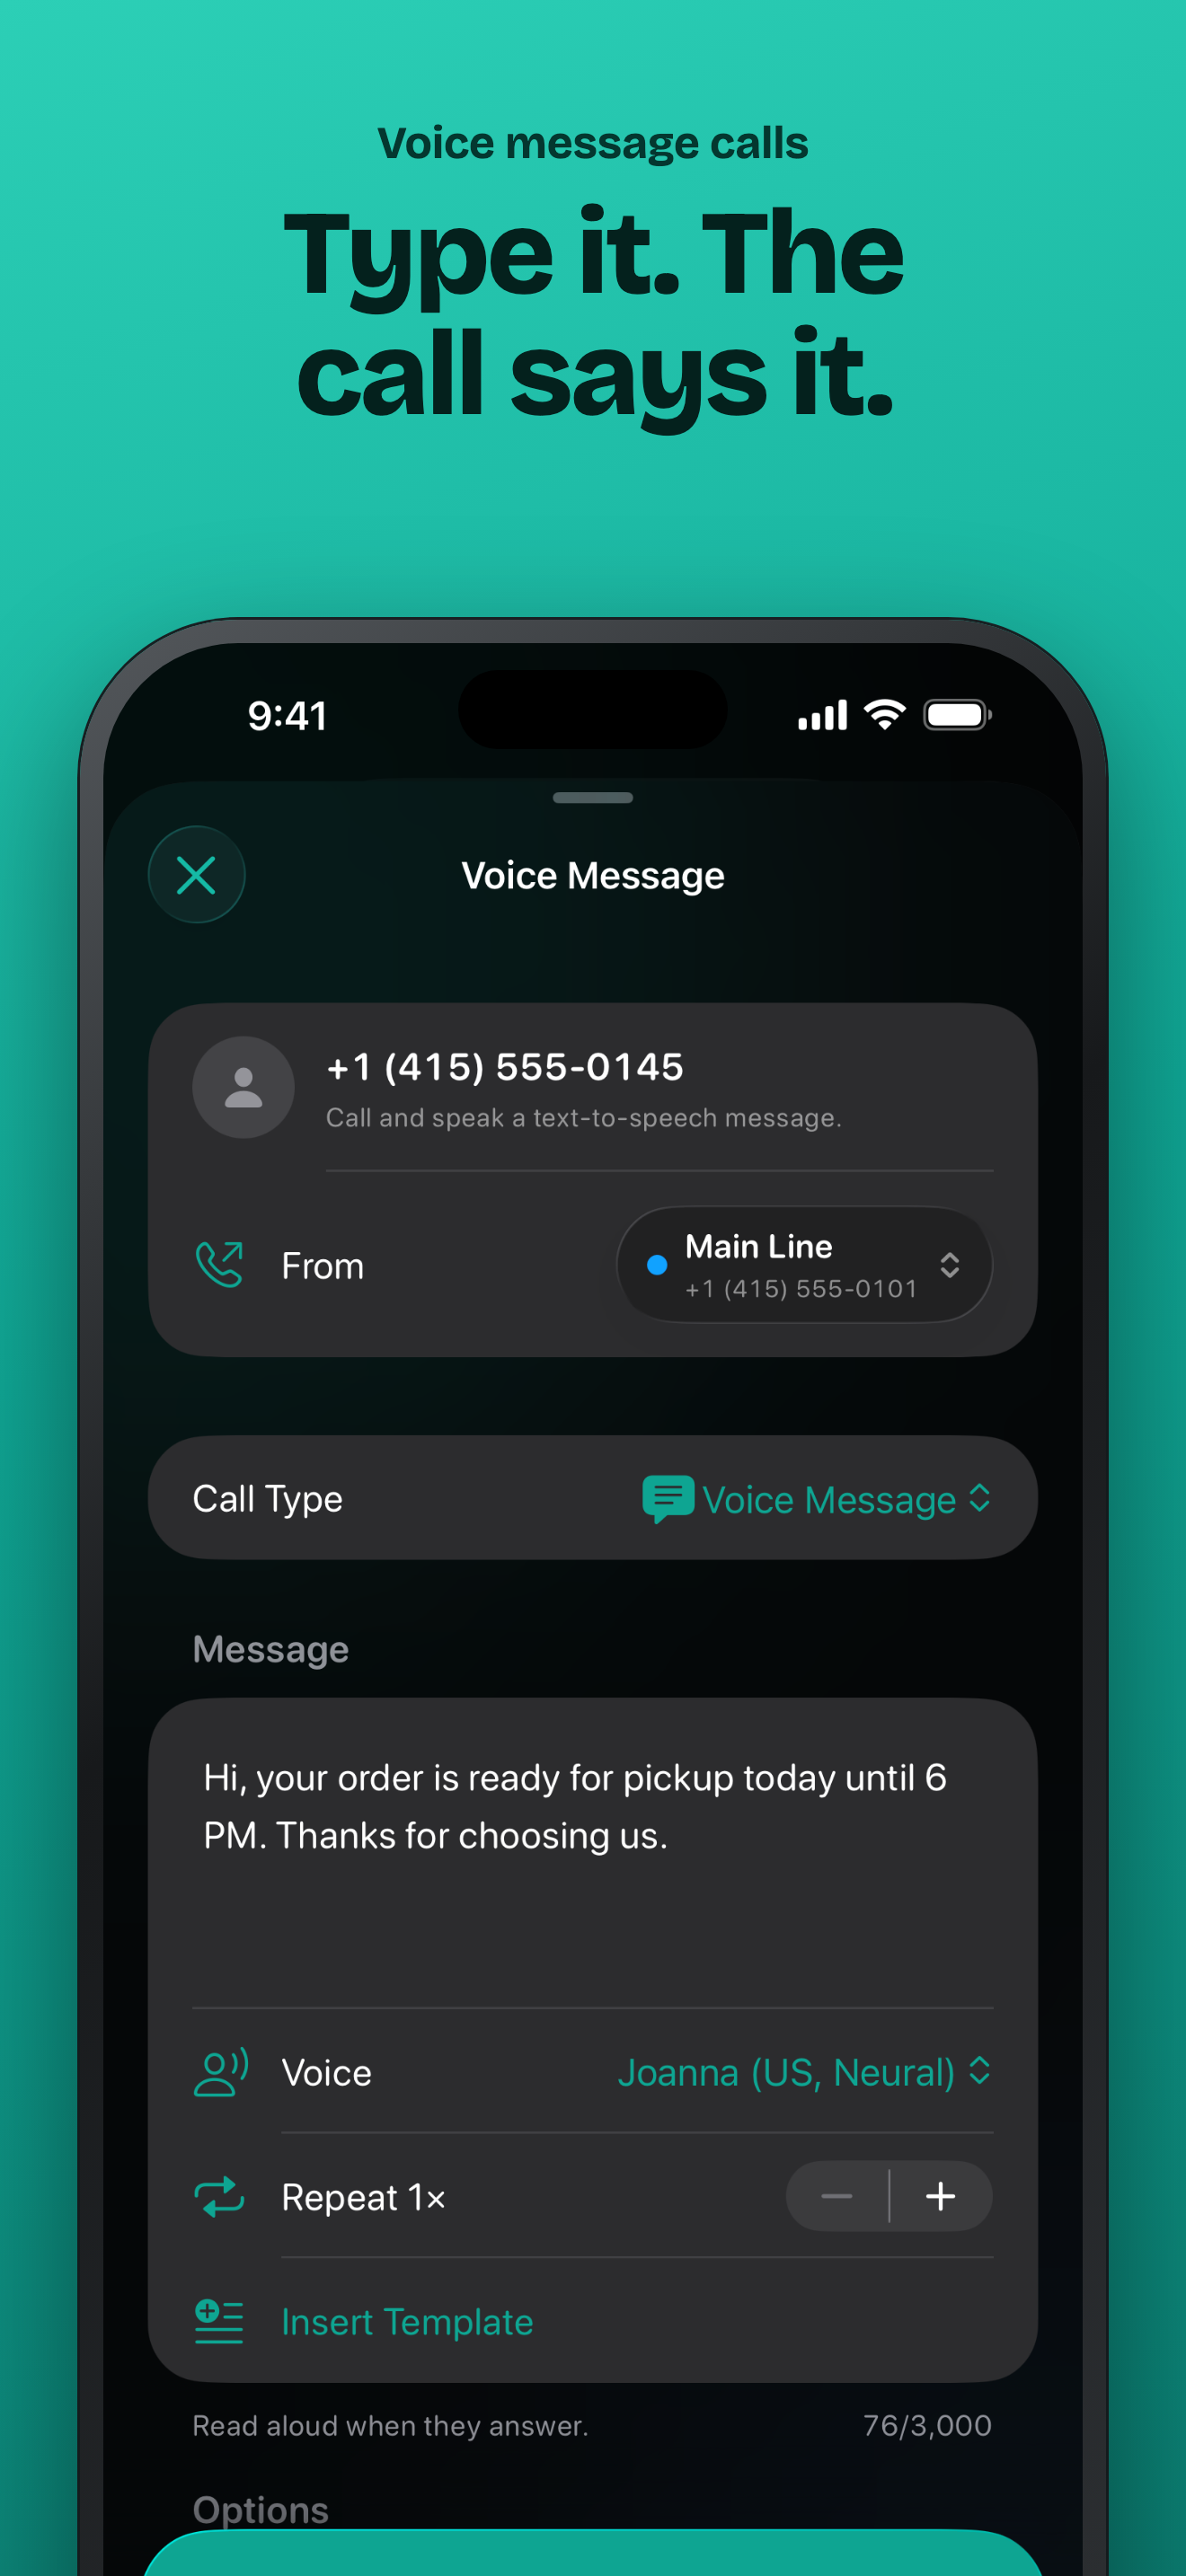 Voice message calls
Type it. The
call says it.
9:41
Voice Message
+1 (415) 555-0145
Call and speak a text-to-speech message.
From
Main Line
+1 (415) 555-0101
Call Type
Voice Message
Message
Hi, your order is ready for pickup today until 6
PM. Thanks for choosing us.
Voice
Joanna (US, Neural)
Repeat 1×
Insert Template
Read aloud when they answer.
76/3,000
Options